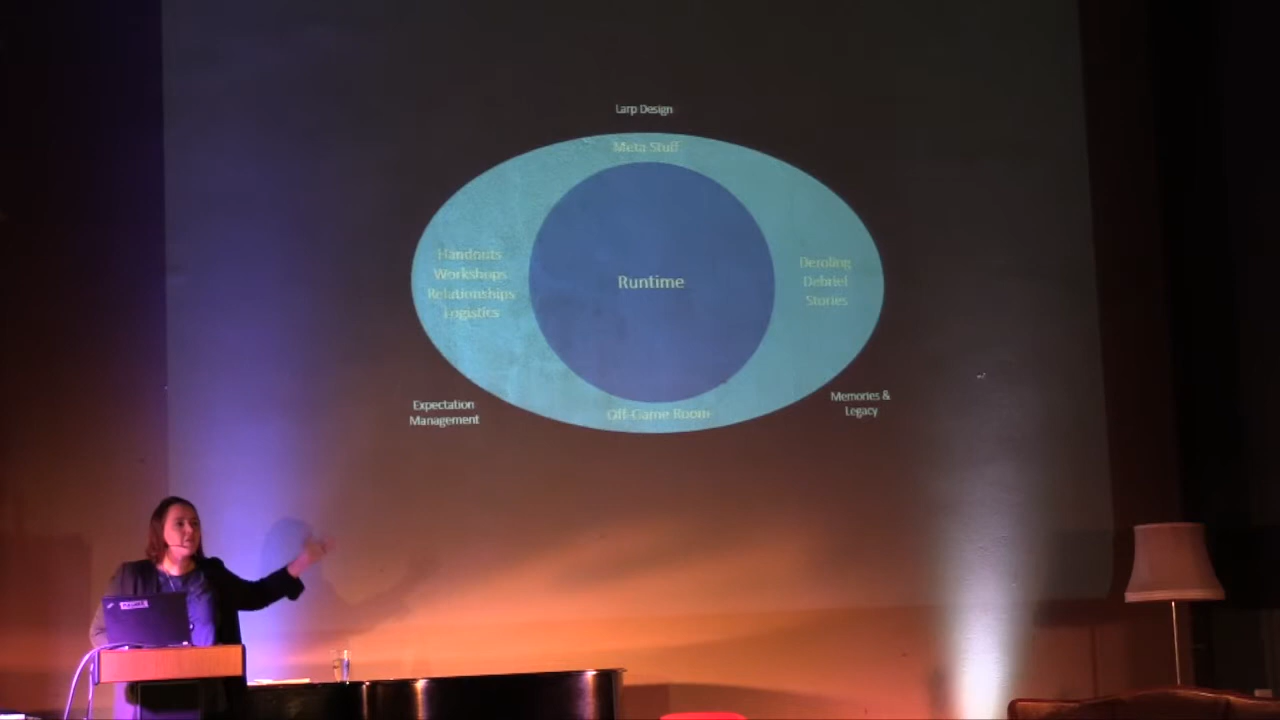 Larp Design
Meta Stuff
Handouts
Workshops
Relationships
Logistics
Runtime
Deroling
Debrief
Stories
Off-Game Room
Expectation
Management
Memories &
Legacy